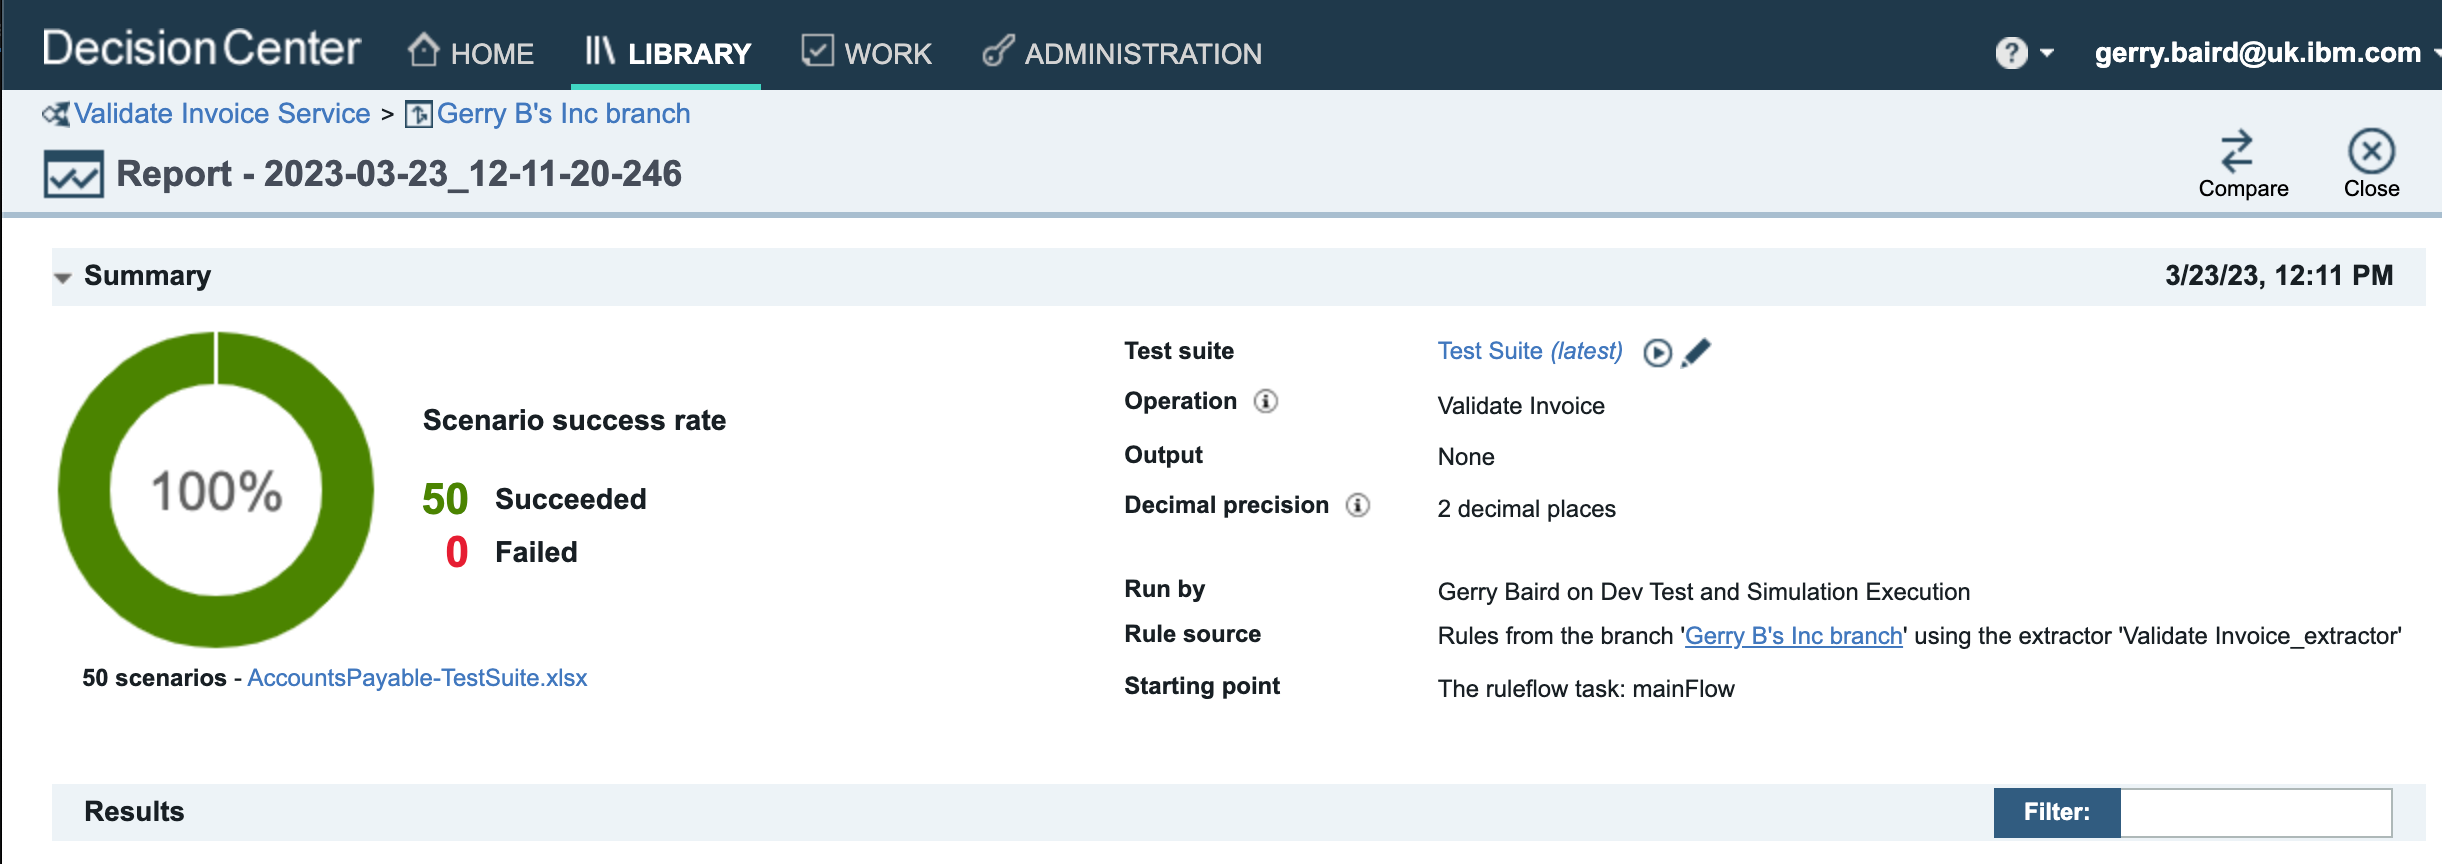 Decision Center HOME LIBRARY WORK ADMINISTRATION ? gerry.baird@uk.ibm.com
Validate Invoice Service > Gerry B's Inc branch
Report - 2023-03-23_12-11-20-246
Compare Close
Summary 3/23/23, 12:11 PM
100%
Scenario success rate
50 Succeeded
0 Failed
50 scenarios - AccountsPayable-TestSuite.xlsx
Test suite Test Suite (latest)
Operation Validate Invoice
Output None
Decimal precision 2 decimal places
Run by Gerry Baird on Dev Test and Simulation Execution
Rule source Rules from the branch 'Gerry B's Inc branch' using the extractor 'Validate Invoice_extractor'
Starting point The ruleflow task: mainFlow
Results Filter: